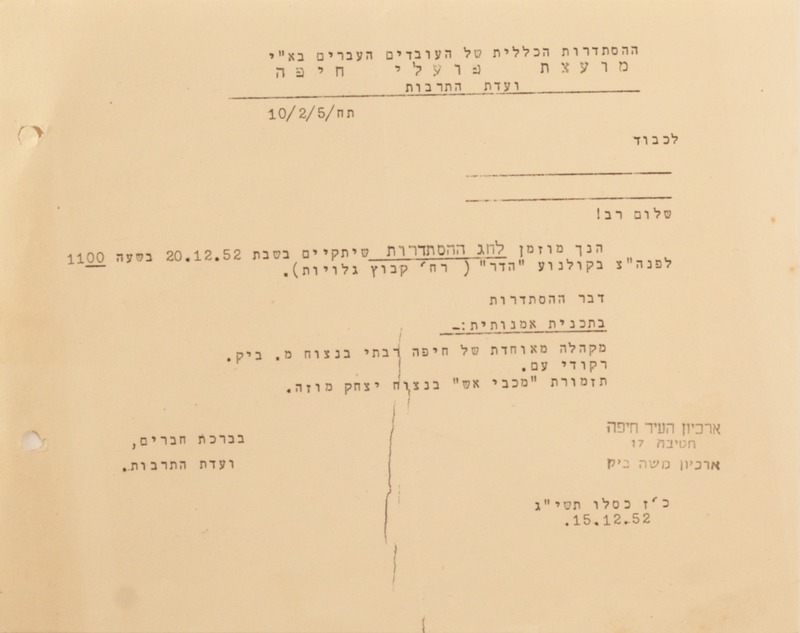 ההסתדרות הכללית של העובדים העברים בא"י
מועצת פועלי חיפה
ועדת התרבות
תח/10/2/5
לכבוד
שלום רב!
הנך מוזמן לחג ההסתדרות שיתקיים בשבת 20.12.52 בשעה 1100
לפנה"צ בקולנוע "הדר" ( רח' קבוץ גלויות).
דבר ההסתדרות
בתכנית אמנותית:-
מקהלה מאוחדת של חיפה רבתי בנצוח מ. ביק.
רקודי עם.
תזמורת "מכבי אש" בנצוח יצחק מוזה.
בברכת חברים,
ועדת התרבות.
ארכיון העיר חיפה
חטיבה 17
ארכיון משה ביק
כ'ז כסלו תשי"ג
15.12.52.